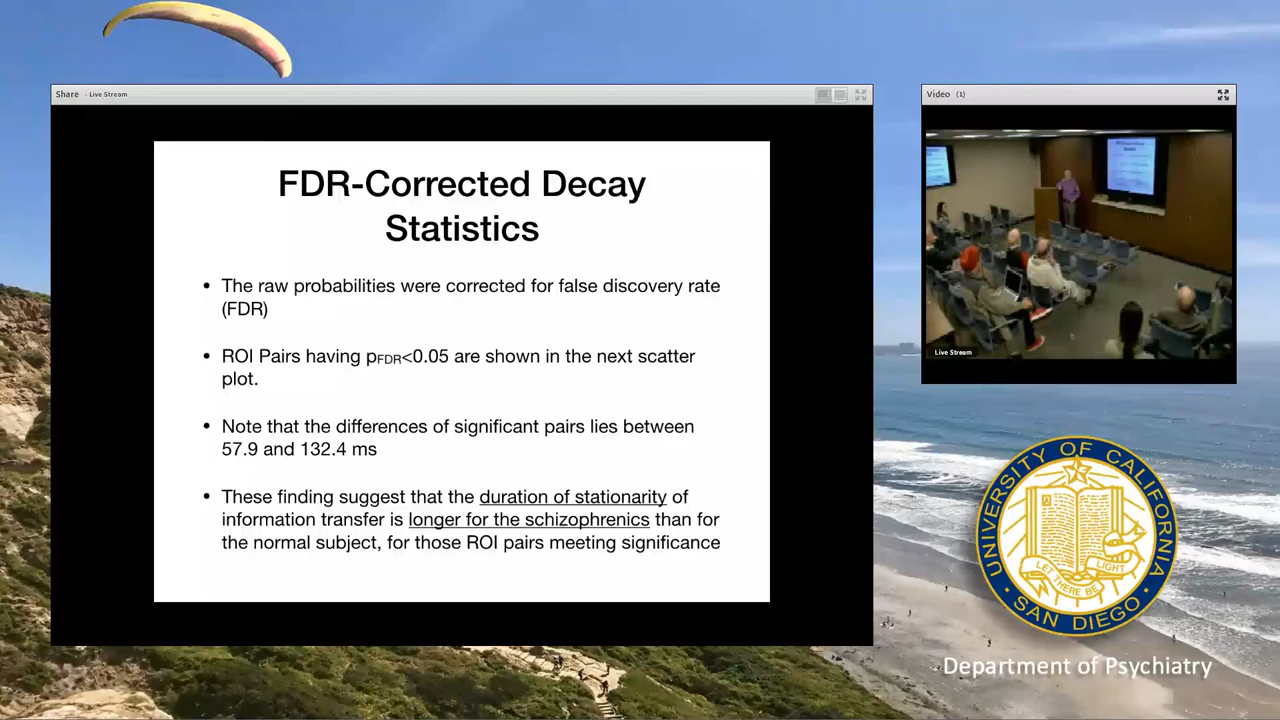 Share - Live Stream
FDR-Corrected Decay
Statistics
• The raw probabilities were corrected for false discovery rate
(FDR)
• ROI Pairs having pFDR<0.05 are shown in the next scatter
plot.
• Note that the differences of significant pairs lies between
57.9 and 132.4 ms
• These finding suggest that the duration of stationarity of
information transfer is longer for the schizophrenics than for
the normal subject for those ROI pairs meeting significance
Video (1)
Live Stream
UNIVERSITY OF CALIFORNIA
LET THERE BE LIGHT
SAN DIEGO
Department of Psychiatry